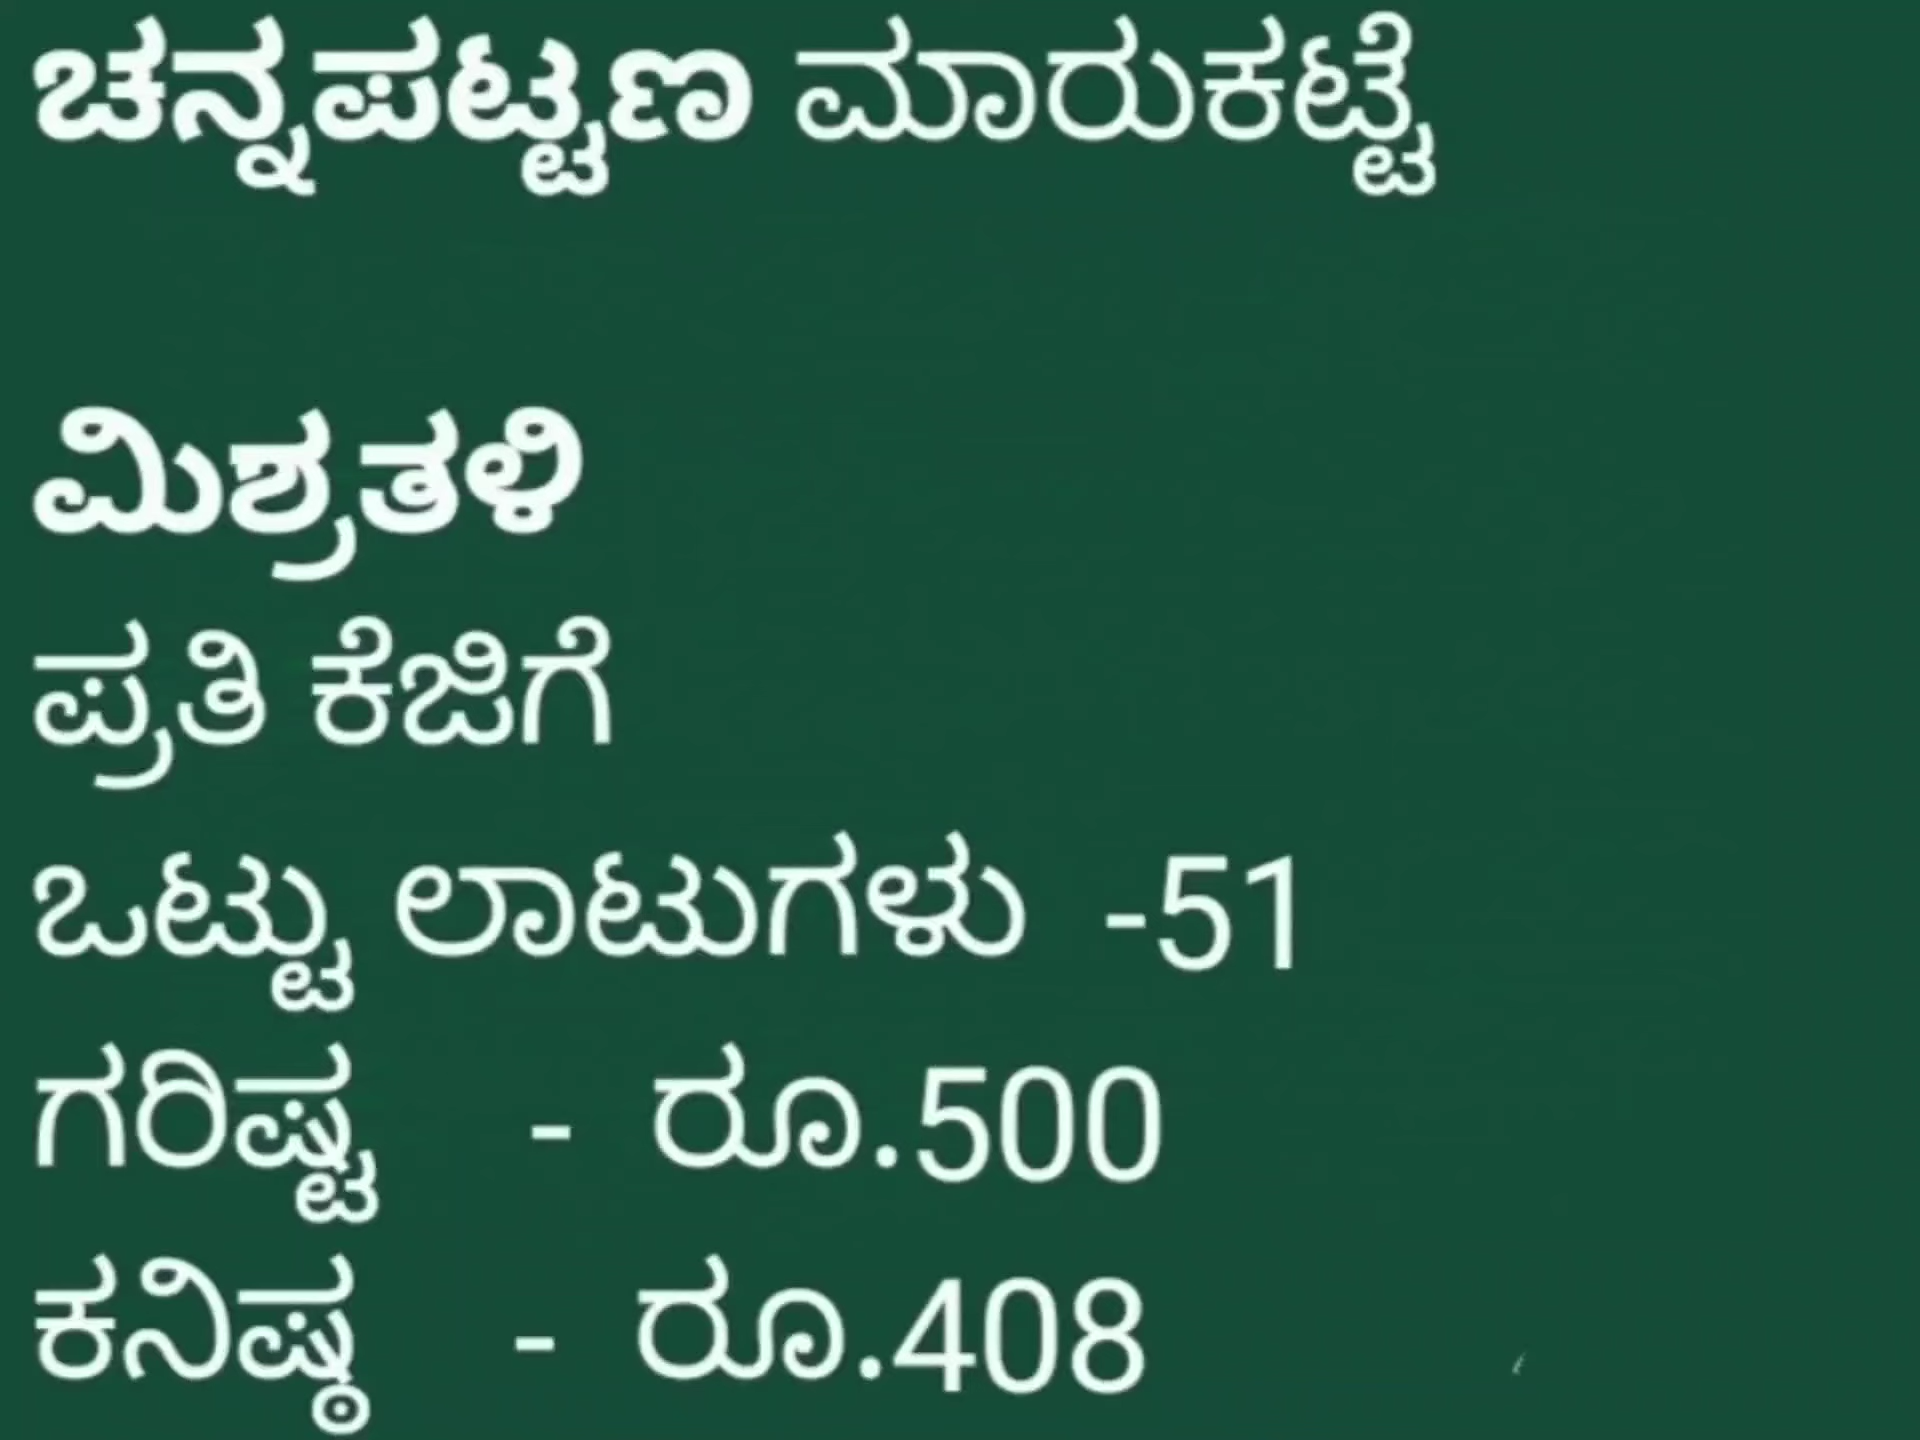 ಚನ್ನಪಟ್ಟಣ ಮಾರುಕಟ್ಟೆ
ಮಿಶ್ರತಳಿ
ಪ್ರತಿ ಕೆಜಿಗೆ
ಒಟ್ಟು ಲಾಟುಗಳು -51
ಗರಿಷ್ಟ - ರೂ.500
ಕನಿಷ್ಠ - ರೂ.408